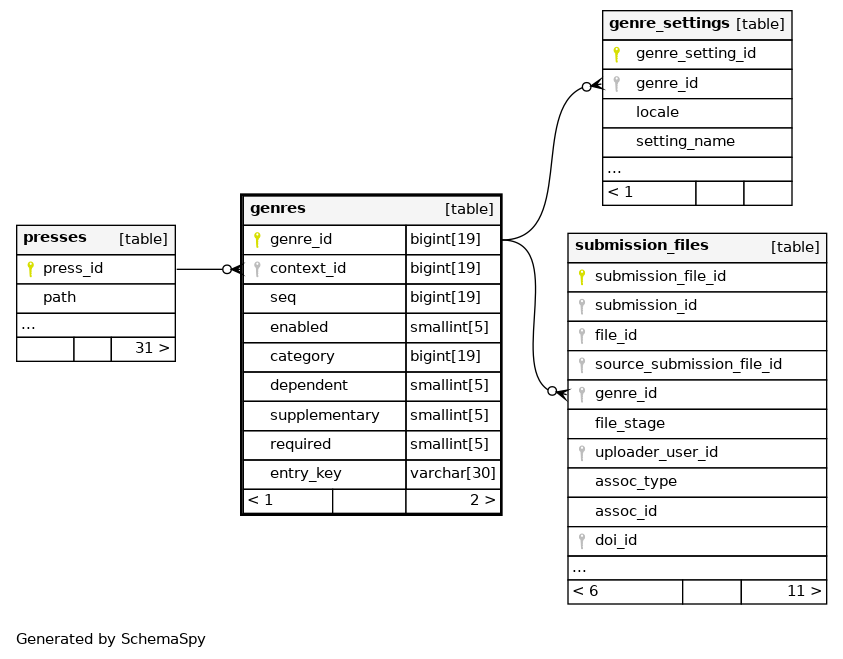 genre_settings [table]
genre_setting_id
genre_id
locale
setting_name
...
< 1
genres [table]
genre_id bigint[19]
context_id bigint[19]
seq bigint[19]
enabled smallint[5]
category bigint[19]
dependent smallint[5]
supplementary smallint[5]
required smallint[5]
entry_key varchar[30]
< 1 2 >
presses [table]
press_id
path
...
31 >
submission_files [table]
submission_file_id
submission_id
file_id
source_submission_file_id
genre_id
file_stage
uploader_user_id
assoc_type
assoc_id
doi_id
...
< 6 11 >
Generated by SchemaSpy